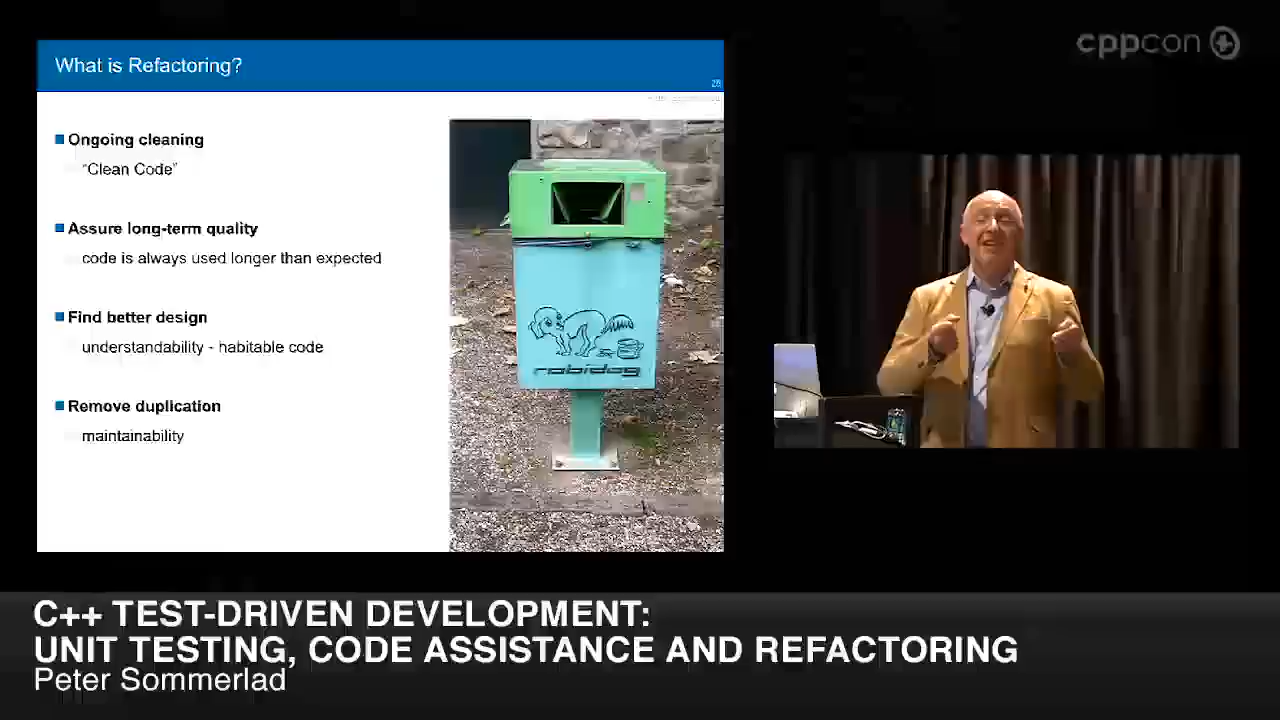 cppcon
What is Refactoring?
28
Ongoing cleaning
"Clean Code"
Assure long-term quality
code is always used longer than expected
Find better design
understandability - habitable code
Remove duplication
maintainability
robidog
C++ TEST-DRIVEN DEVELOPMENT:
UNIT TESTING, CODE ASSISTANCE AND REFACTORING
Peter Sommerlad